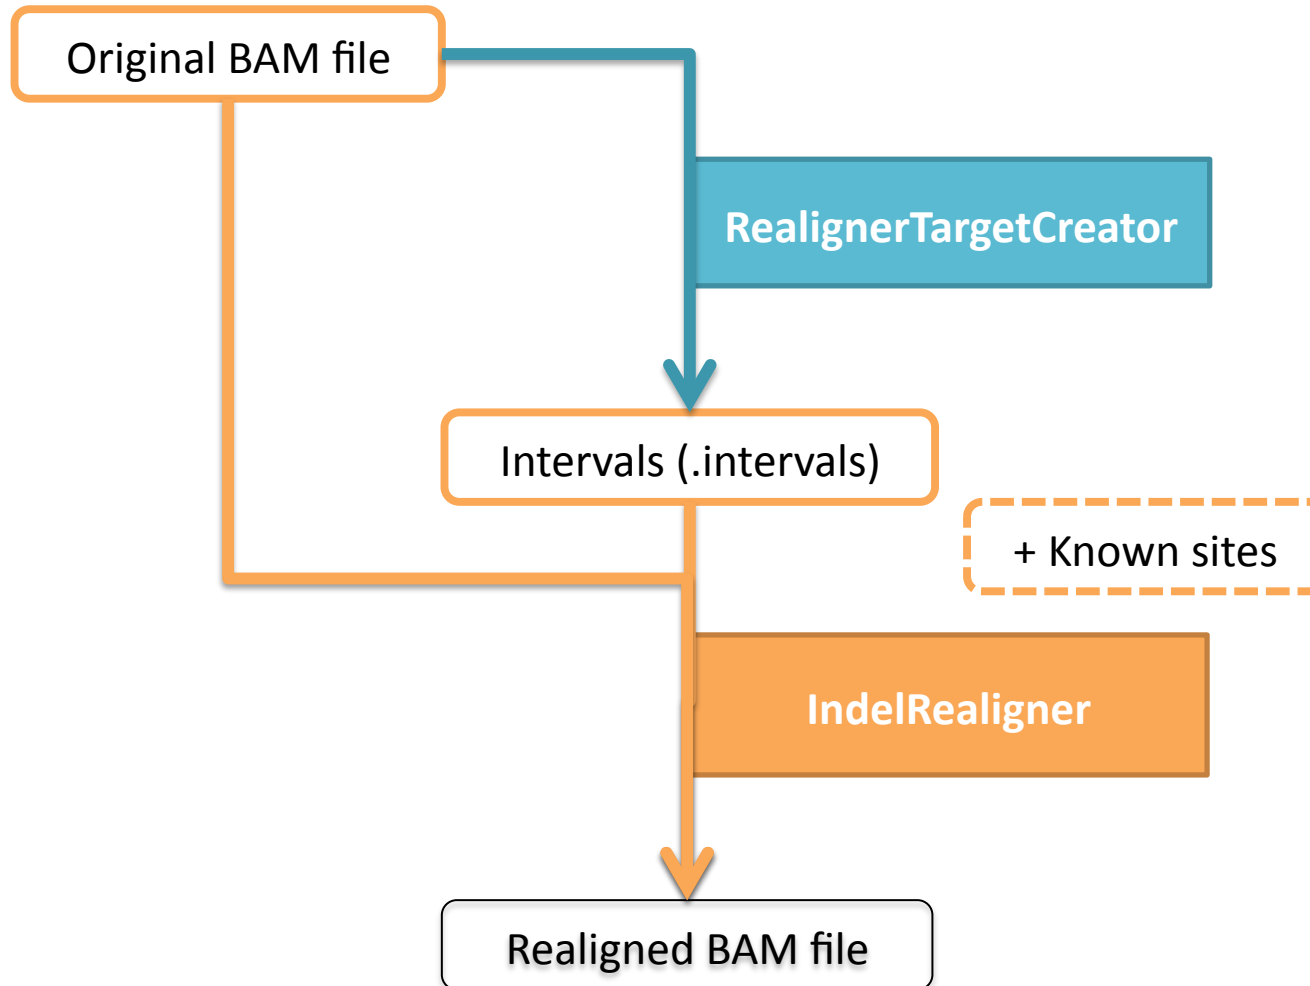 Original BAM file
RealignerTargetCreator
Intervals (.intervals)
+ Known sites
IndelRealigner
Realigned BAM file